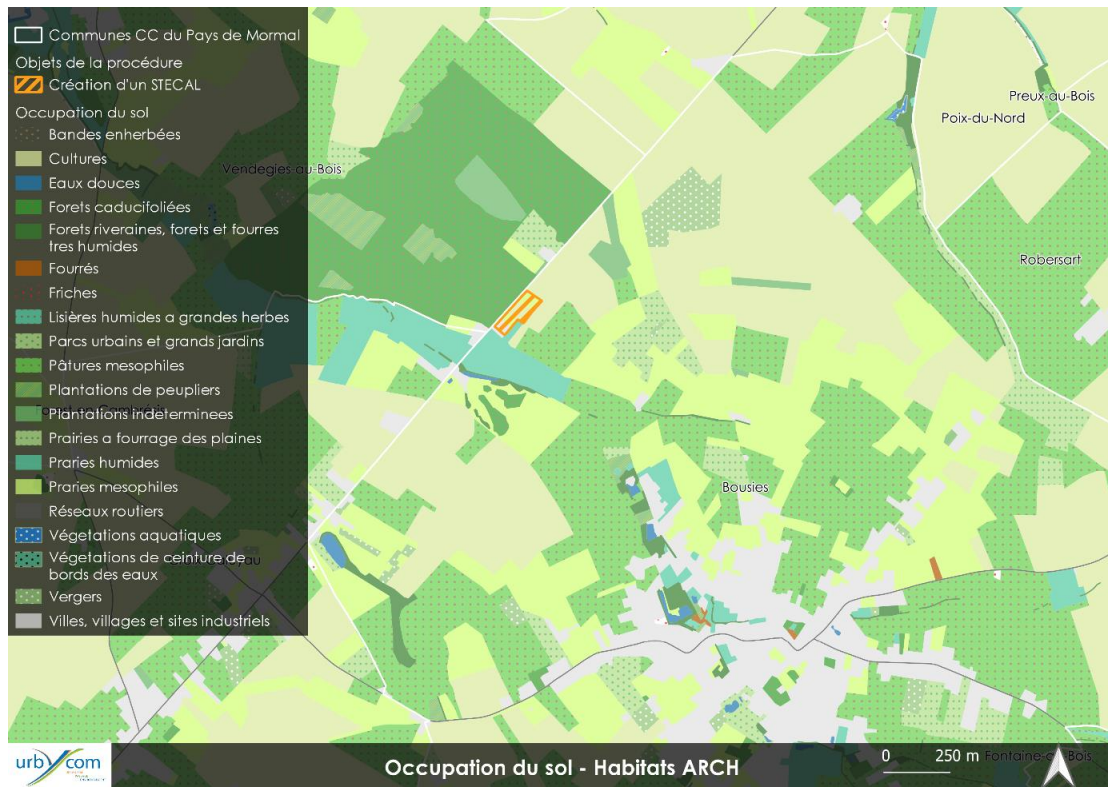 Communes CC du Pays de Mormal
Objets de la procédure
Création d'un STECAL
Occupation du sol
Bandes enherbées
Cultures
Eaux douces
Forets caducifoliées
Forets riveraines, forets et fourres
tres humides
Fourrés
Friches
Lisières humides a grandes herbes
Parcs urbains et grands jardins
Pâtures mesophiles
Plantations de peupliers
Plantations indeterminees
Prairies a fourrage des plaines
Praries humides
Praries mesophiles
Réseaux routiers
Végetations aquatiques
Végetations de ceinture de
bords des eaux
Vergers
Villes, villages et sites industriels
Vendegies-au-Bois
Preux-au-Bois
Poix-du-Nord
Robersart
Bousies
urbycom
Occupation du sol - Habitats ARCH
0 250 m
Fontaine-au-Bois